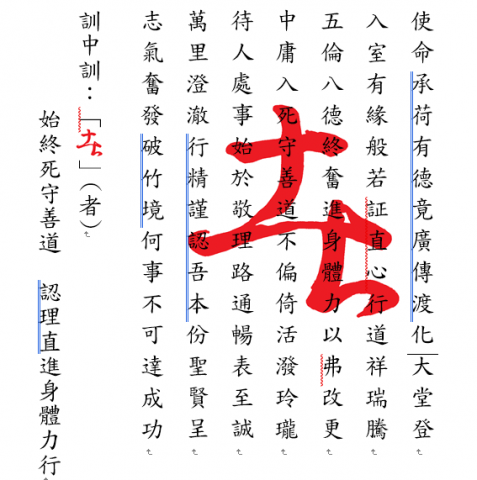 使命承荷有德竟廣傳渡化大堂登
入室有緣般若証直心行道祥瑞騰
五倫八德終奮進身體力以弗改更
中庸入死守善道不偏倚活潑玲瓏
待人處事始於敬理路通暢表至誠
萬里澄澈行精謹認吾本份聖賢呈
志氣奮發破竹境何事不可達成功
訓中訓：「」（者）
始終死守善道　認理直進身體力行